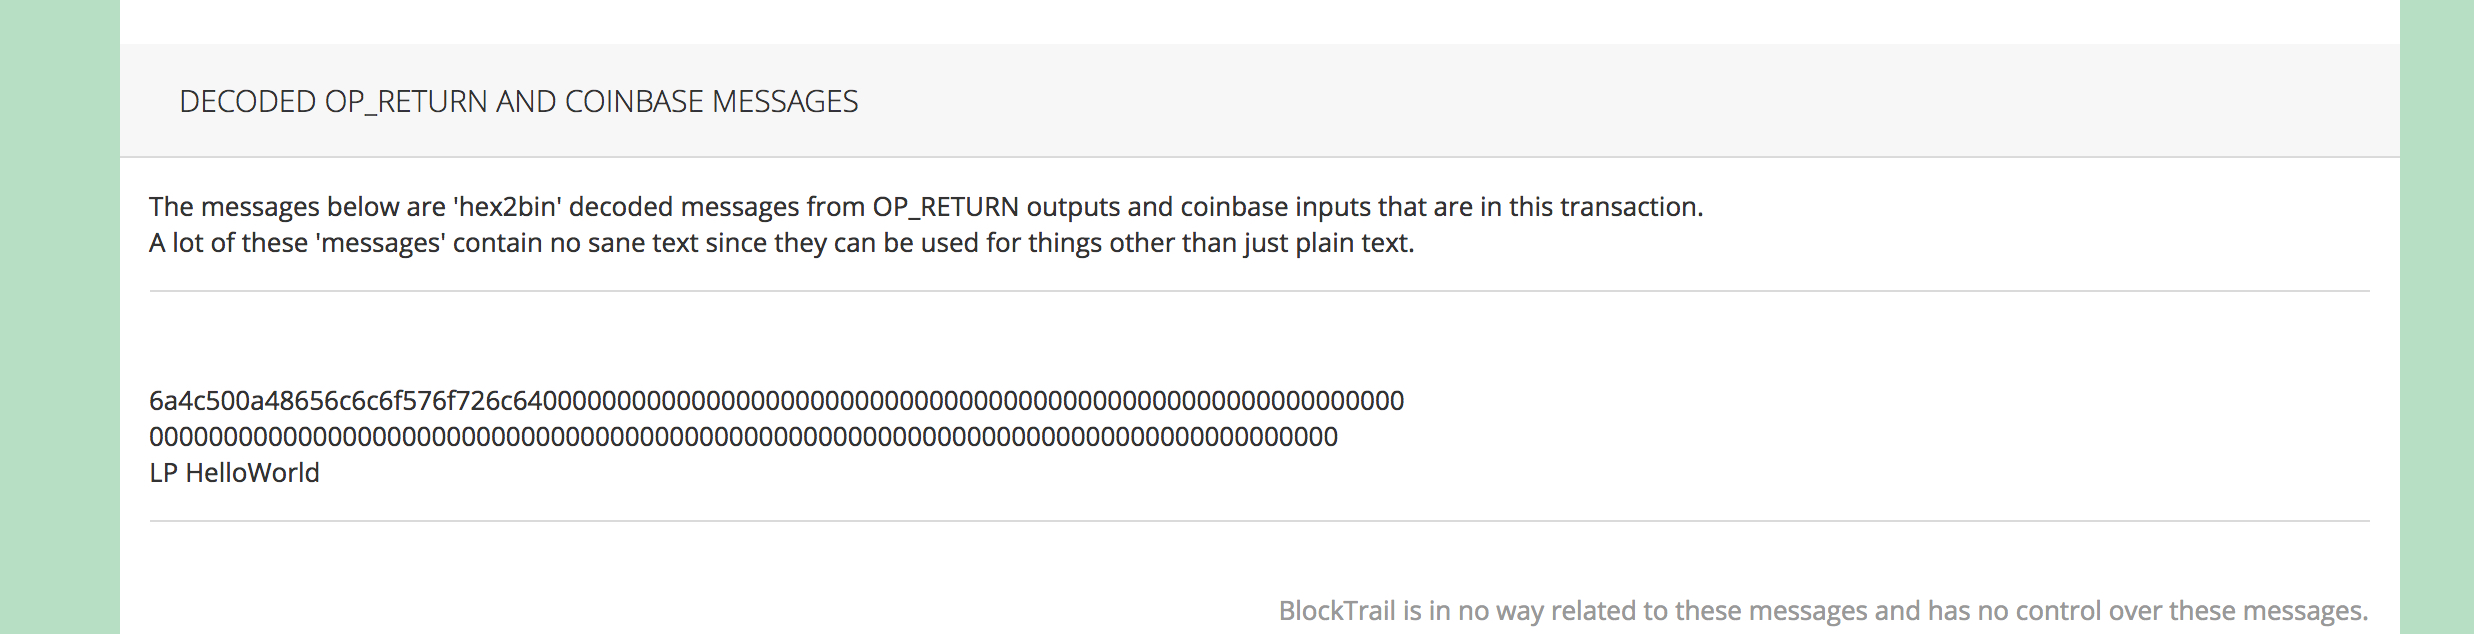 DECODED OP_RETURN AND COINBASE MESSAGES
The messages below are 'hex2bin' decoded messages from OP_RETURN outputs and coinbase inputs that are in this transaction.
A lot of these 'messages' contain no sane text since they can be used for things other than just plain text.
6a4c500a48656c6c6f576f726c640000000000000000000000000000000000000000000000000000000000
00000000000000000000000000000000000000000000000000000000000000000000000000000000
LP HelloWorld
BlockTrail is in no way related to these messages and has no control over these messages.